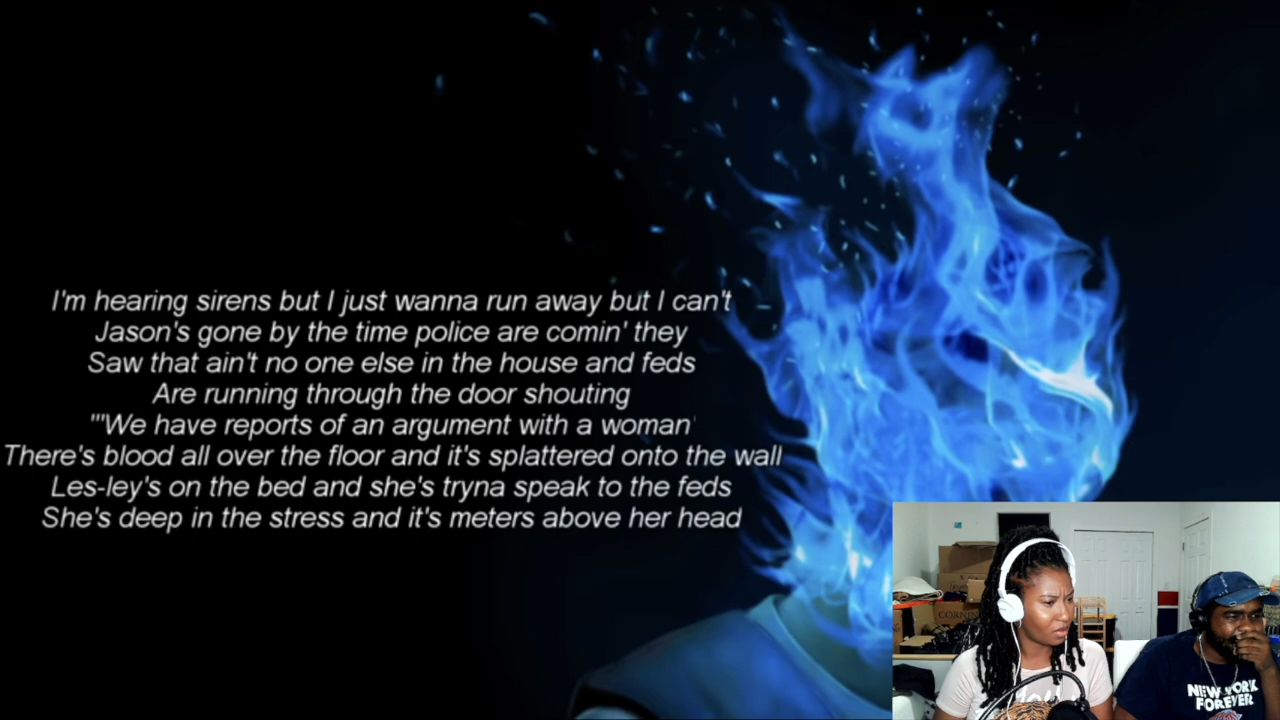 I'm hearing sirens but I just wanna run away but I can't
Jason's gone by the time police are comin' they
Saw that ain't no one else in the house and feds
Are running through the door shouting
"'We have reports of an argument with a woman'
There's blood all over the floor and it's splattered onto the wall
Les-ley's on the bed and she's tryna speak to the feds
She's deep in the stress and it's meters above her head
NEW YORK
FOREVER